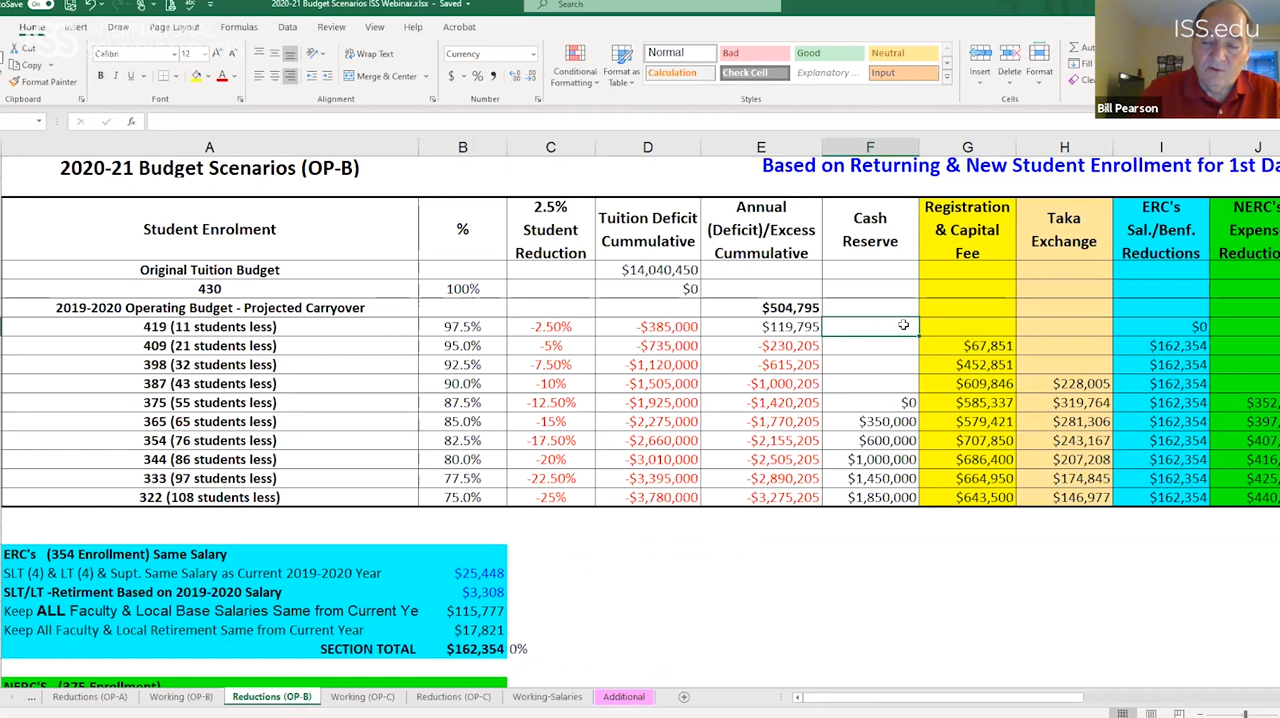 AutoSave On 2020-21 Budget Scenarios ISS Webinar.xlsx - Saved Search
Home Insert Draw Page Layout Formulas Data Review View Help Acrobat
ISS.edu
Cut
Copy
Format Painter
Clipboard
Calibri 12
B I U
Font
Wrap Text
Merge & Center
Alignment
Currency
$ % ,
Number
Conditional Formatting
Format as Table
Normal Bad Good Neutral
Calculation Check Cell Explanatory ... Input
Styles
Insert Delete Format
Cells
Fill
Bill Pearson
fx
A B C D E F G H I J
2020-21 Budget Scenarios (OP-B) Based on Returning & New Student Enrollment for 1st Da
Student Enrolment % 2.5% Student Reduction Tuition Deficit Cummulative Annual (Deficit)/Excess Cummulative Cash Reserve Registration & Capital Fee Taka Exchange ERC's Sal./Benf. Reductions NERC's Expens Reductio
Original Tuition Budget $14,040,450
430 100% $0
2019-2020 Operating Budget - Projected Carryover $504,795
419 (11 students less) 97.5% -2.50% -$385,000 $119,795 $0
409 (21 students less) 95.0% -5% -$735,000 -$230,205 $67,851 $162,354
398 (32 students less) 92.5% -7.50% -$1,120,000 -$615,205 $452,851 $162,354
387 (43 students less) 90.0% -10% -$1,505,000 -$1,000,205 $609,846 $228,005 $162,354
375 (55 students less) 87.5% -12.50% -$1,925,000 -$1,420,205 $0 $585,337 $319,764 $162,354 $352,
365 (65 students less) 85.0% -15% -$2,275,000 -$1,770,205 $350,000 $579,421 $281,306 $162,354 $397,
354 (76 students less) 82.5% -17.50% -$2,660,000 -$2,155,205 $600,000 $707,850 $243,167 $162,354 $407,
344 (86 students less) 80.0% -20% -$3,010,000 -$2,505,205 $1,000,000 $686,400 $207,208 $162,354 $416,
333 (97 students less) 77.5% -22.50% -$3,395,000 -$2,890,205 $1,450,000 $664,950 $174,845 $162,354 $425,
322 (108 students less) 75.0% -25% -$3,780,000 -$3,275,205 $1,850,000 $643,500 $146,977 $162,354 $440,
ERC's (354 Enrollment) Same Salary
SLT (4) & LT (4) & Supt. Same Salary as Current 2019-2020 Year $25,448
SLT/LT -Retirment Based on 2019-2020 Salary $3,308
Keep ALL Faculty & Local Base Salaries Same from Current Ye $115,777
Keep All Faculty & Local Retirement Same from Current Year $17,821
SECTION TOTAL $162,354 0%
NERC'S (375 Enrollment)
... Reductions (OP-A) Working (OP-B) Reductions (OP-B) Working (OP-C) Reductions (OP-C) Working-Salaries Additional